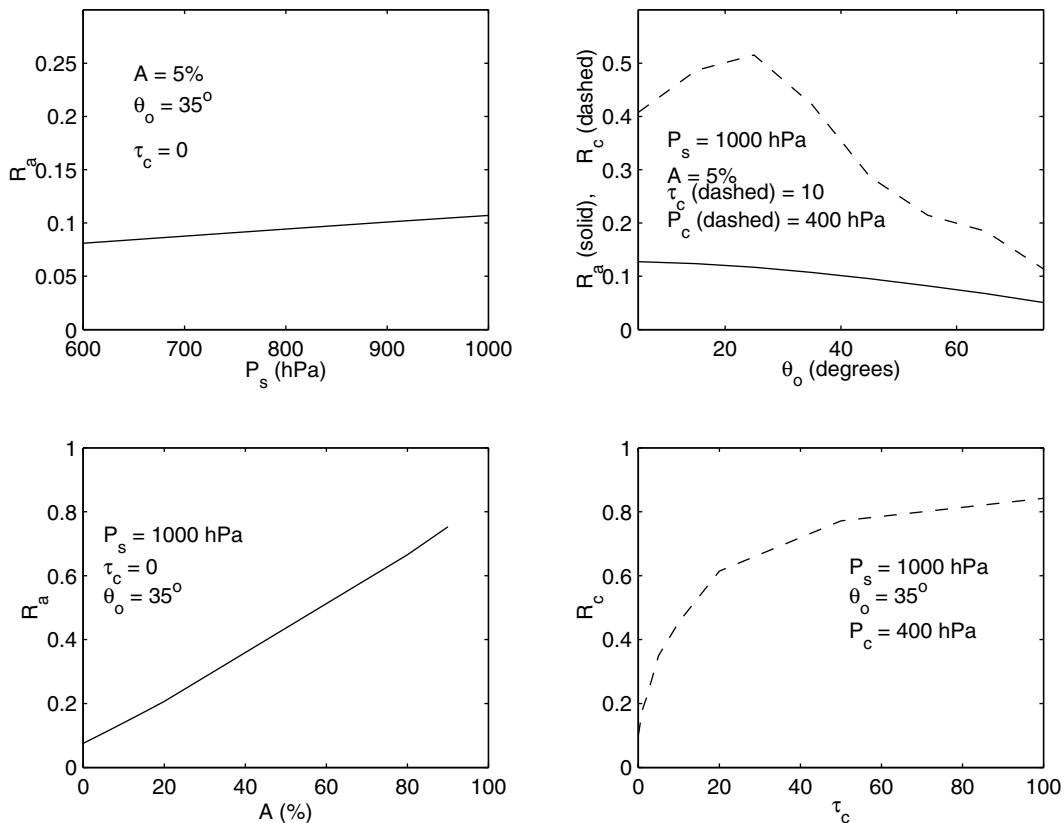 0.25
0.2
0.15
0.1
0.05
0
R_a
A = 5%
θ_o = 35°
τ_c = 0
600
700
800
900
1000
P_s (hPa)
0.5
0.4
0.3
0.2
0.1
0
R_a (solid), R_c (dashed)
P_s = 1000 hPa
A = 5%
τ_c (dashed) = 10
P_c (dashed) = 400 hPa
20
40
60
θ_o (degrees)
1
0.8
0.6
0.4
0.2
0
R_a
P_s = 1000 hPa
τ_c = 0
θ_o = 35°
0
20
40
60
80
100
A (%)
1
0.8
0.6
0.4
0.2
0
R_c
P_s = 1000 hPa
θ_o = 35°
P_c = 400 hPa
0
20
40
60
80
100
τ_c